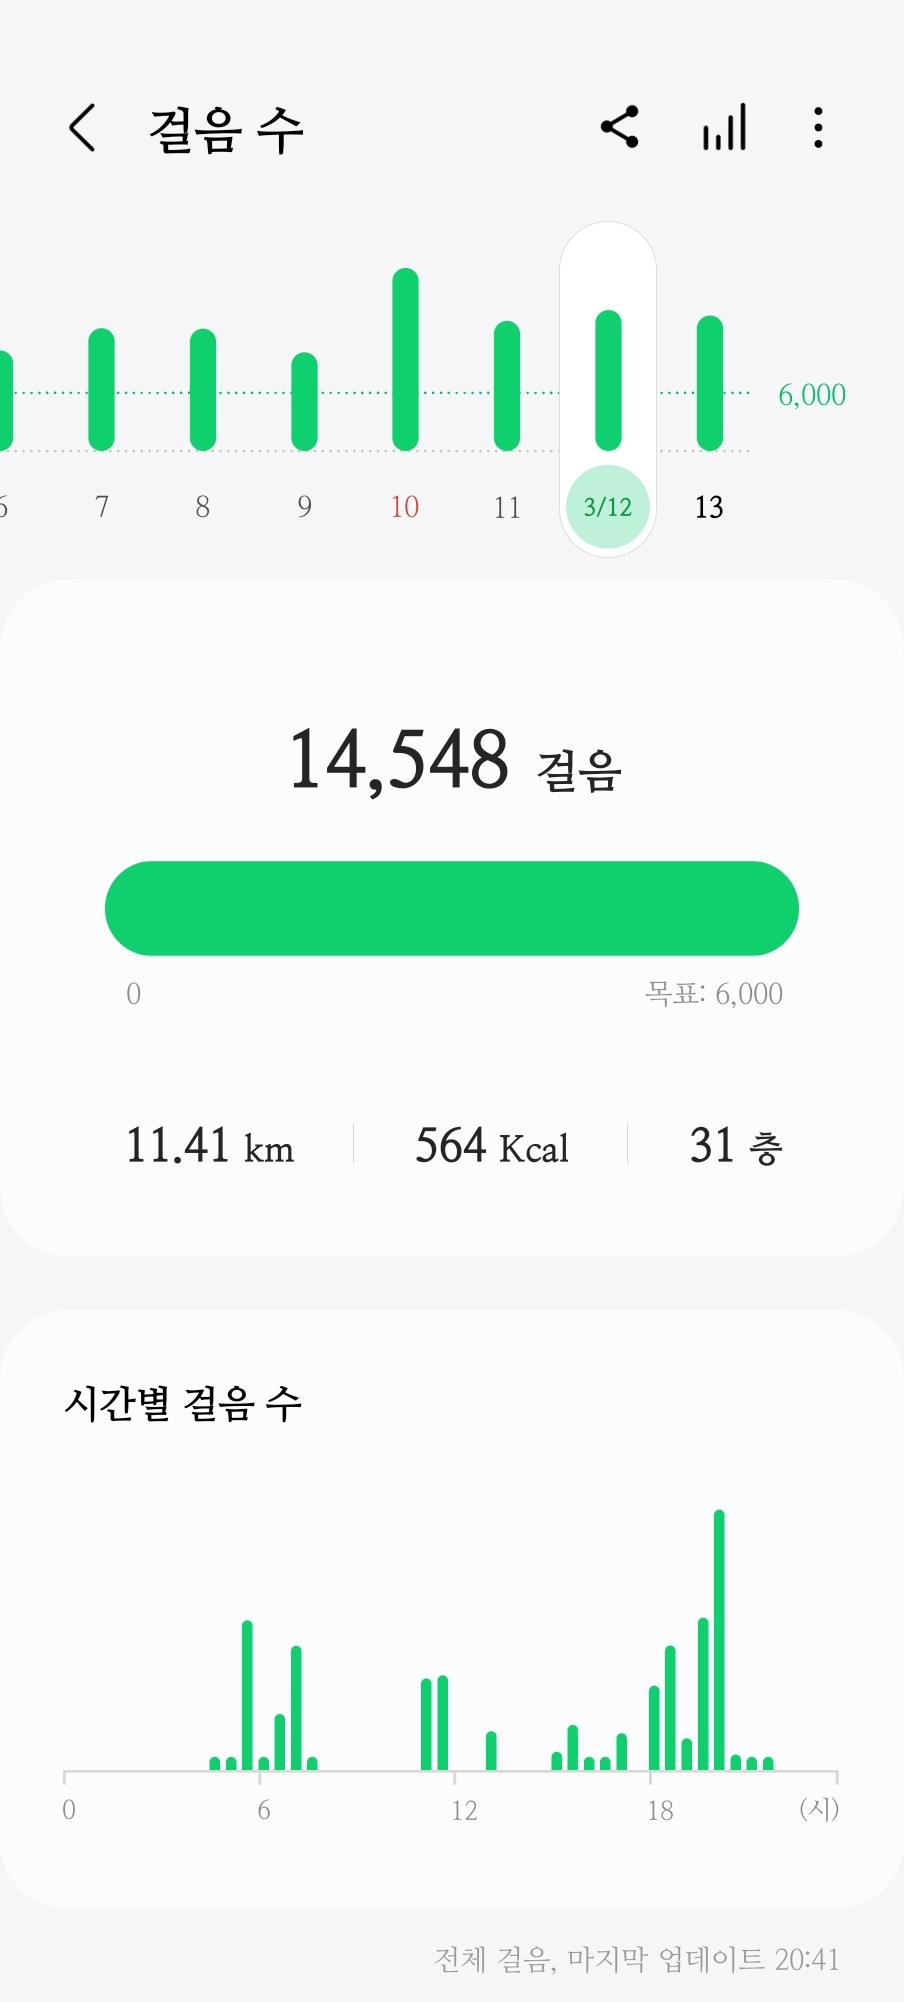 걸음 수
6,000
6 7 8 9 10 11 3/12 13
14,548 걸음
0 목표: 6,000
11.41 km 564 Kcal 31 층
시간별 걸음 수
0 6 12 18 (시)
전체 걸음, 마지막 업데이트 20:41